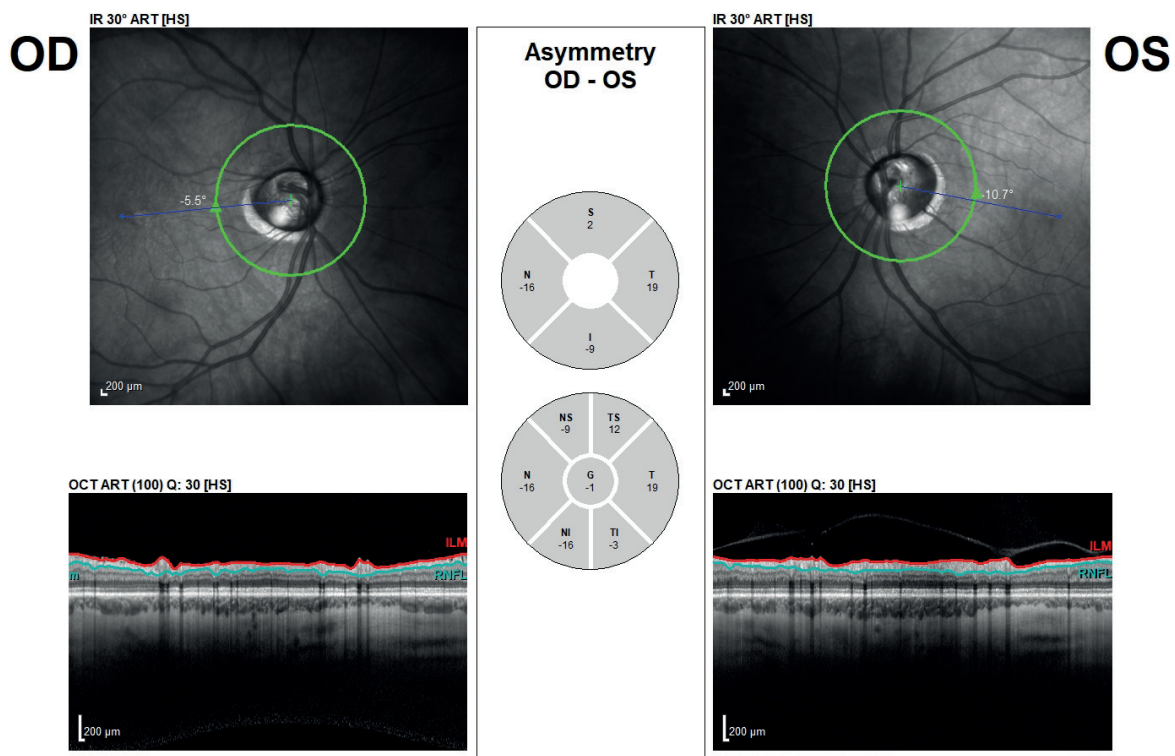 IR 30° ART [HS]
OD
-5.5°
200 µm
OCT ART (100) Q: 30 [HS]
ILM
RNFL
200 µm
Asymmetry
OD - OS
S
2
N
-16
T
19
I
-9
NS
-9
TS
12
N
-16
G
-1
T
19
NI
-16
TI
-3
IR 30° ART [HS]
OS
-10.7°
200 µm
OCT ART (100) Q: 30 [HS]
ILM
RNFL
200 µm